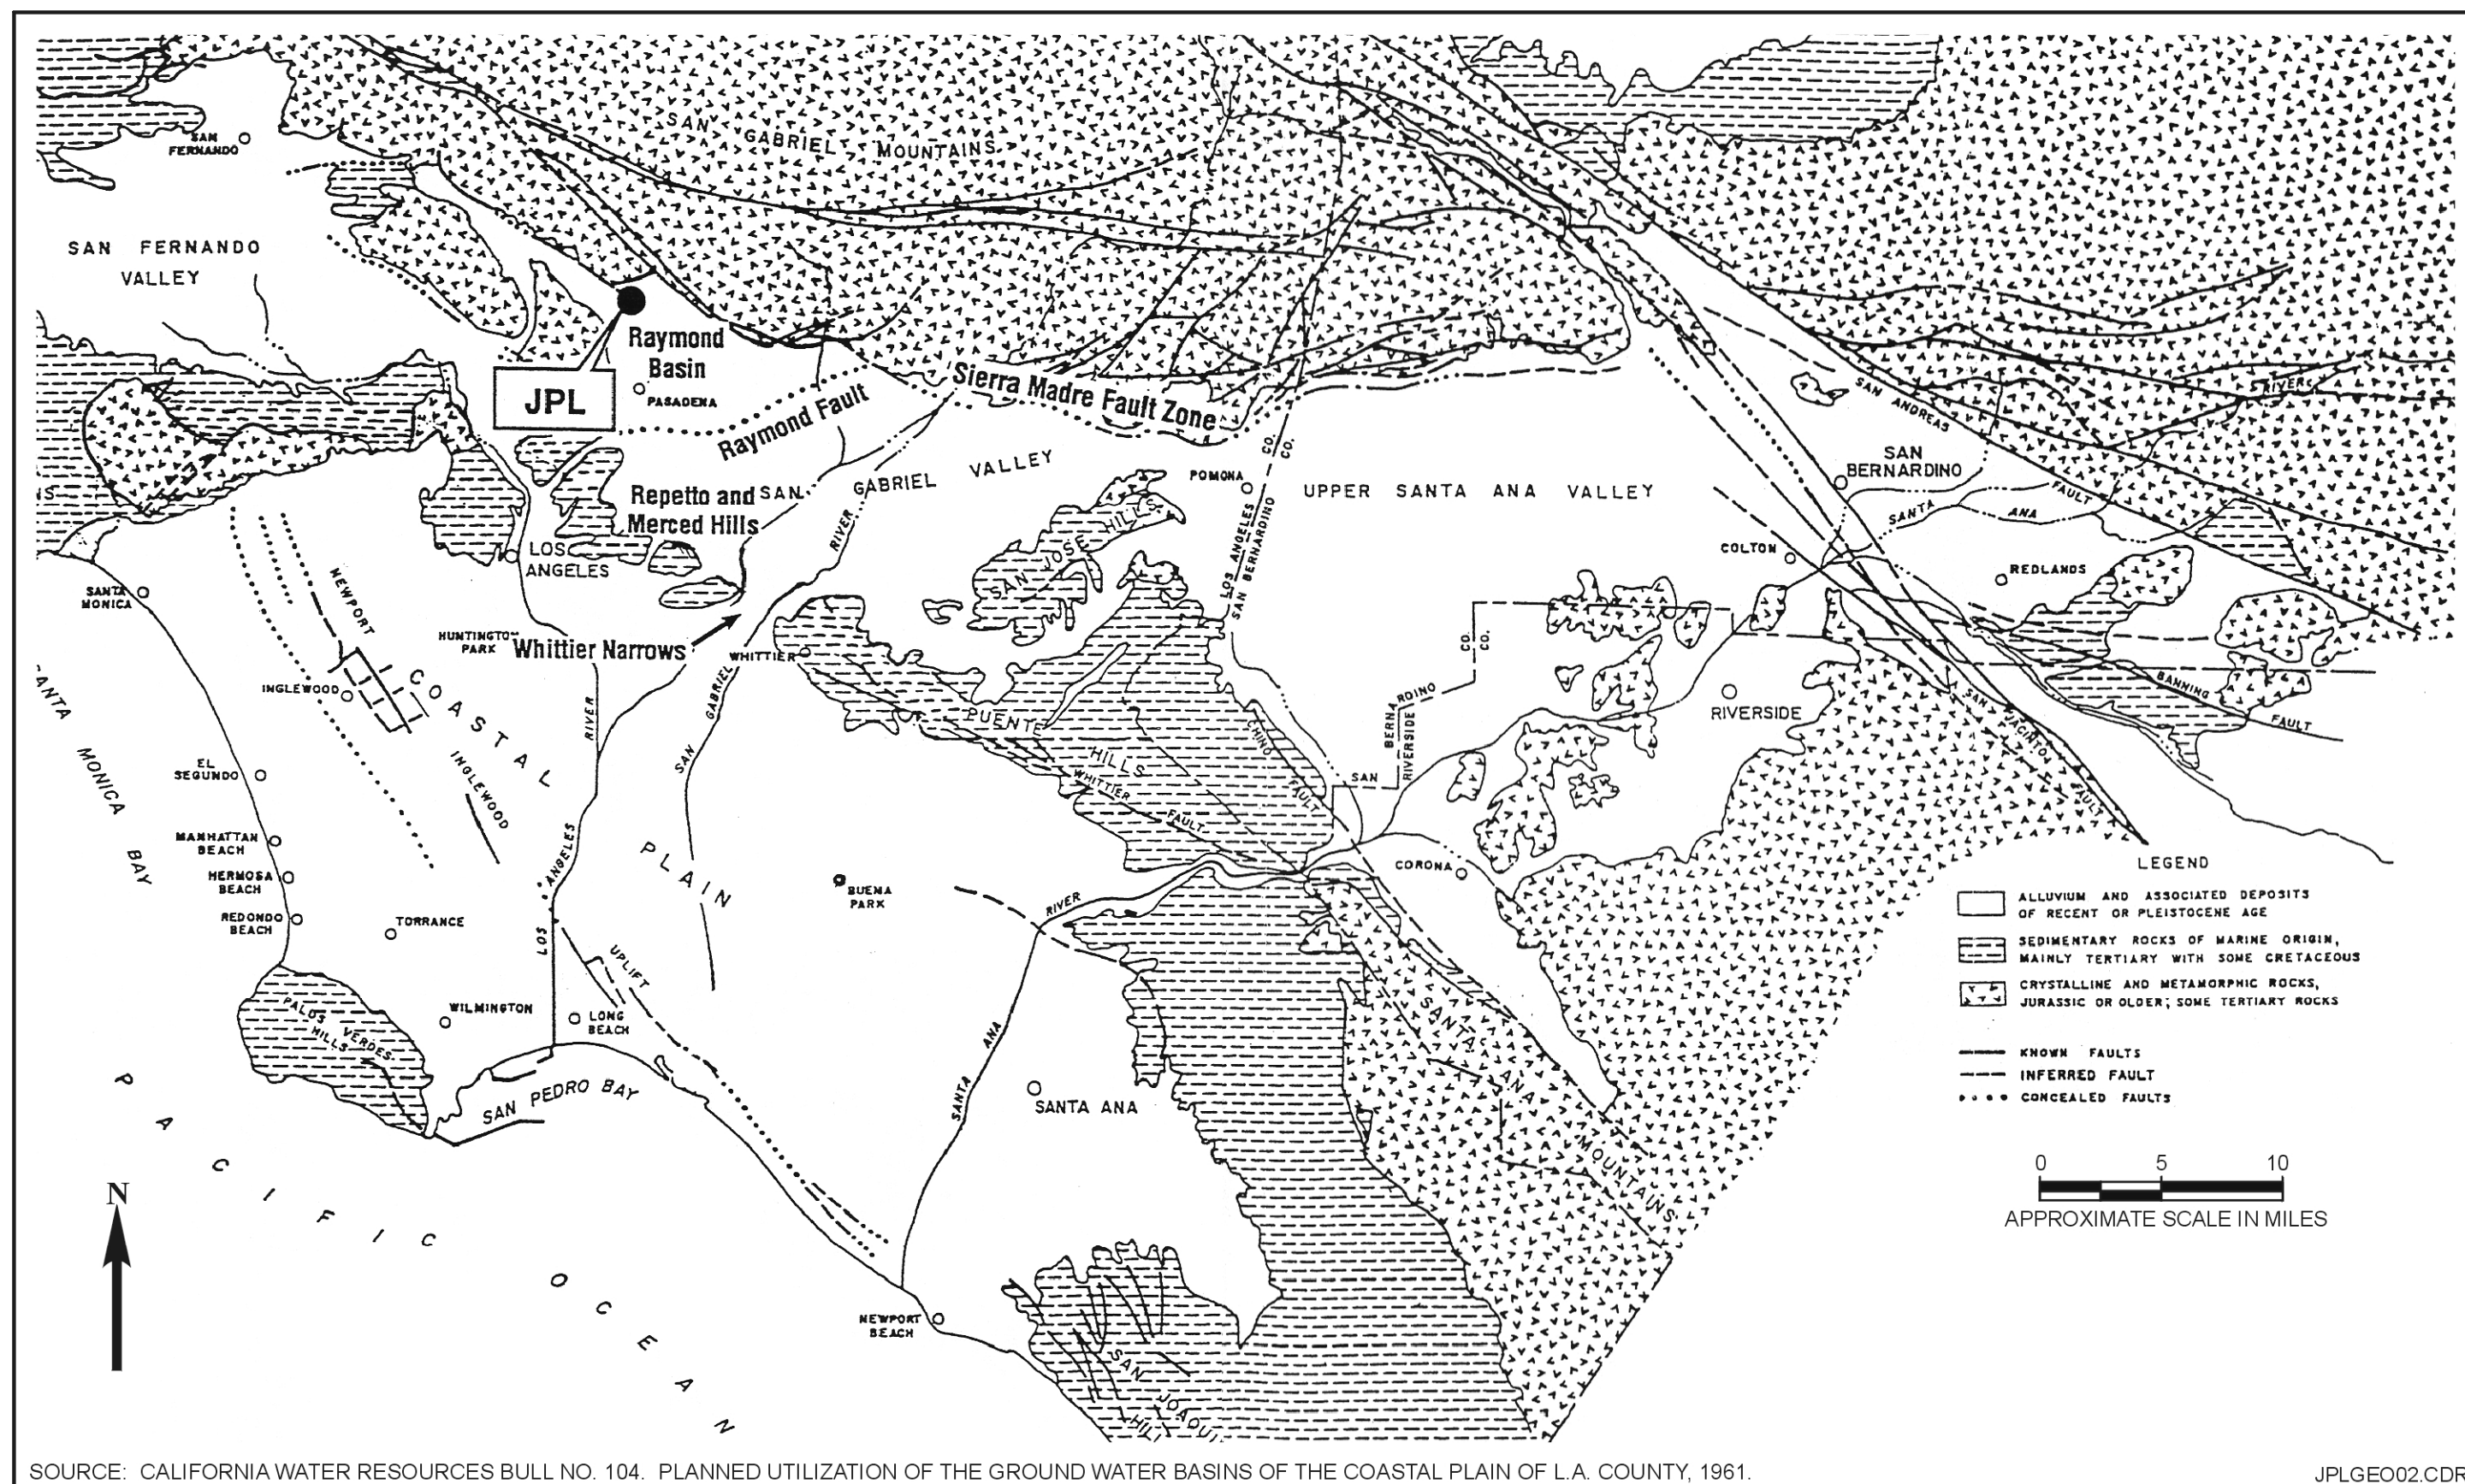 SAN GABRIEL MOUNTAINS
SAN
FERNANDO
SAN FERNANDO
VALLEY
JPL
Raymond
Basin
PASADENA
Raymond Fault
Sierra Madre Fault Zone
RIVER
SAN ANDREAS
FAULT
SAN GABRIEL VALLEY
RIVER
Repetto and
Merced Hills
SAN JOSE HILLS
POMONA
CO.
CO.
LOS ANGELES
SAN BERNARDINO
UPPER SANTA ANA VALLEY
SAN
BERNARDINO
SANTA ANA
COLTON
REDLANDS
NS
LOS
ANGELES
SANTA
MONICA
NEWPORT
HUNTINGTON
PARK
Whittier Narrows
WHITTIER
INGLEWOOD
COASTAL
PLAIN
INGLEWOOD
UPLIFT
RIVER
ANGELES
LOS
GABRIEL
SAN
PUENTE
HILLS
WHITTIER
FAULT
CHINO
FAULT
CO.
CO.
SAN
BERNA
RDINO
RIVERSIDE
RIVERSIDE
BANNING
FAULT
SAN JACINTO
FAULT
ANTA MONICA BAY
EL
SEGUNDO
MANHATTAN
BEACH
HERMOSA
BEACH
REDONDO
BEACH
TORRANCE
BUENA
PARK
CORONA
RIVER
ANA
SANTA
WILMINGTON
LONG
BEACH
PALOS VERDES
HILLS
SAN PEDRO BAY
SANTA ANA
SANTA ANA MOUNTAINS
PACIFIC OCEAN
NEWPORT
BEACH
SAN JOAQUI
HILL
N
LEGEND
ALLUVIUM AND ASSOCIATED DEPOSITS
OF RECENT OR PLEISTOCENE AGE
SEDIMENTARY ROCKS OF MARINE ORIGIN,
MAINLY TERTIARY WITH SOME CRETACEOUS
CRYSTALLINE AND METAMORPHIC ROCKS,
JURASSIC OR OLDER; SOME TERTIARY ROCKS
KNOWN FAULTS
INFERRED FAULT
CONCEALED FAULTS
0 5 10
APPROXIMATE SCALE IN MILES
SOURCE: CALIFORNIA WATER RESOURCES BULL NO. 104. PLANNED UTILIZATION OF THE GROUND WATER BASINS OF THE COASTAL PLAIN OF L.A. COUNTY, 1961.
JPLGEO02.CDR